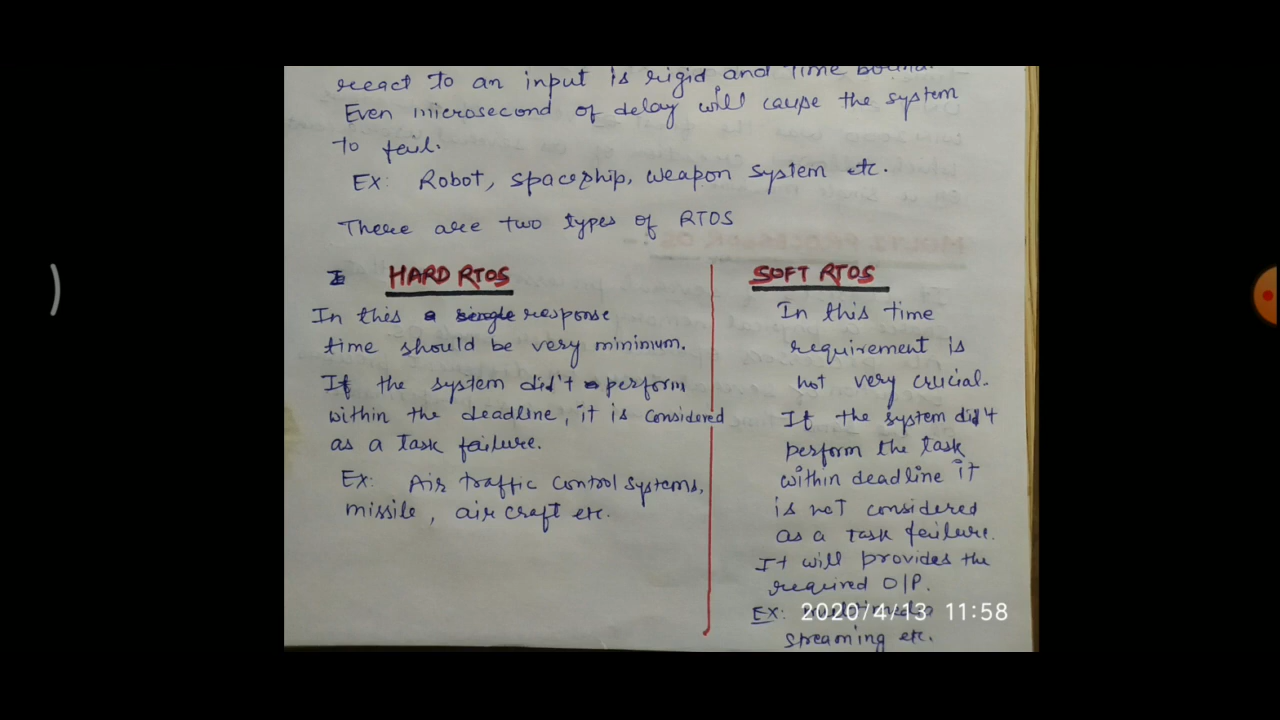 react to an input is rigid and time bound.
Even microsecond of delay will cause the system
to fail.
Ex: Robot, spaceship, weapon system etc.
There are two types of RTOS
HARD RTOS
In this a single response
time should be very minimum.
If the system did't perform
within the deadline, it is considered
as a task failure.
Ex: Air traffic control systems,
missile, air craft etc.
SOFT RTOS
In this time
requirement is
not very crucial.
If the system did't
perform the task
within deadline it
is not considered
as a task failure.
It will provides the
required O/P.
Ex: multimedia
streaming etc.
2020/4/13 11:58